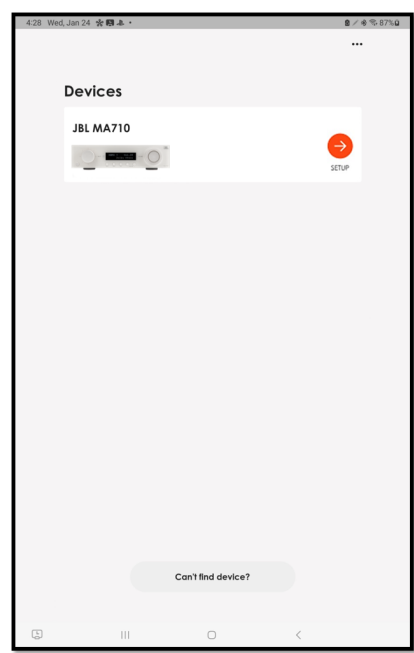 4:28 Wed, Jan 24
87%
Devices
JBL MA710
SETUP
Can't find device?